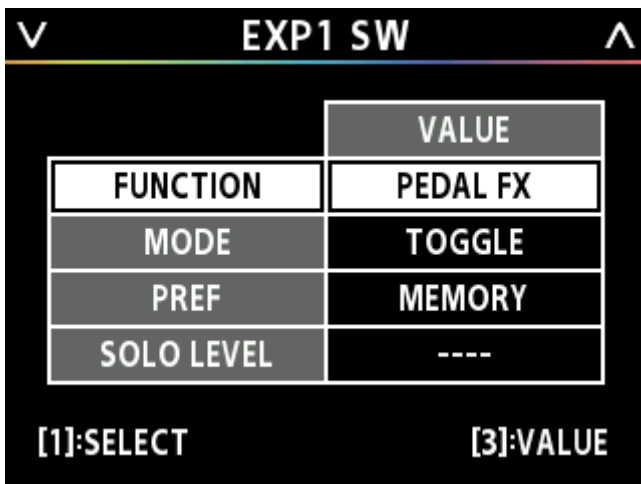 ∨ EXP1 SW ∧
VALUE
FUNCTION PEDAL FX
MODE TOGGLE
PREF MEMORY
SOLO LEVEL ----
[1]:SELECT [3]:VALUE